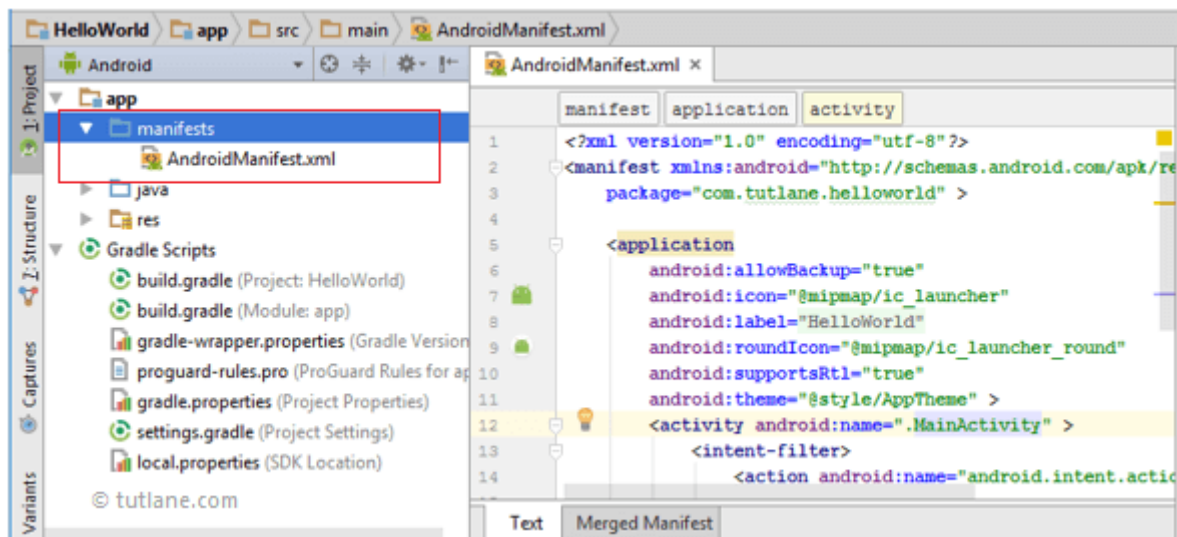 HelloWorld app src main AndroidManifest.xml
1: Project
Z: Structure
Captures
Variants
Android
app
manifests
AndroidManifest.xml
java
res
Gradle Scripts
build.gradle (Project: HelloWorld)
build.gradle (Module: app)
gradle-wrapper.properties (Gradle Version
proguard-rules.pro (ProGuard Rules for ap
gradle.properties (Project Properties)
settings.gradle (Project Settings)
local.properties (SDK Location)
© tutlane.com
AndroidManifest.xml ×
manifest application activity
1 <?xml version="1.0" encoding="utf-8"?>
2 <manifest xmlns:android="http://schemas.android.com/apk/re
3 package="com.tutlane.helloworld" >
4
5 <application
6 android:allowBackup="true"
7 android:icon="@mipmap/ic_launcher"
8 android:label="HelloWorld"
9 android:roundIcon="@mipmap/ic_launcher_round"
10 android:supportsRtl="true"
11 android:theme="@style/AppTheme" >
12 <activity android:name=".MainActivity" >
13 <intent-filter>
14 <action android:name="android.intent.actic
Text Merged Manifest